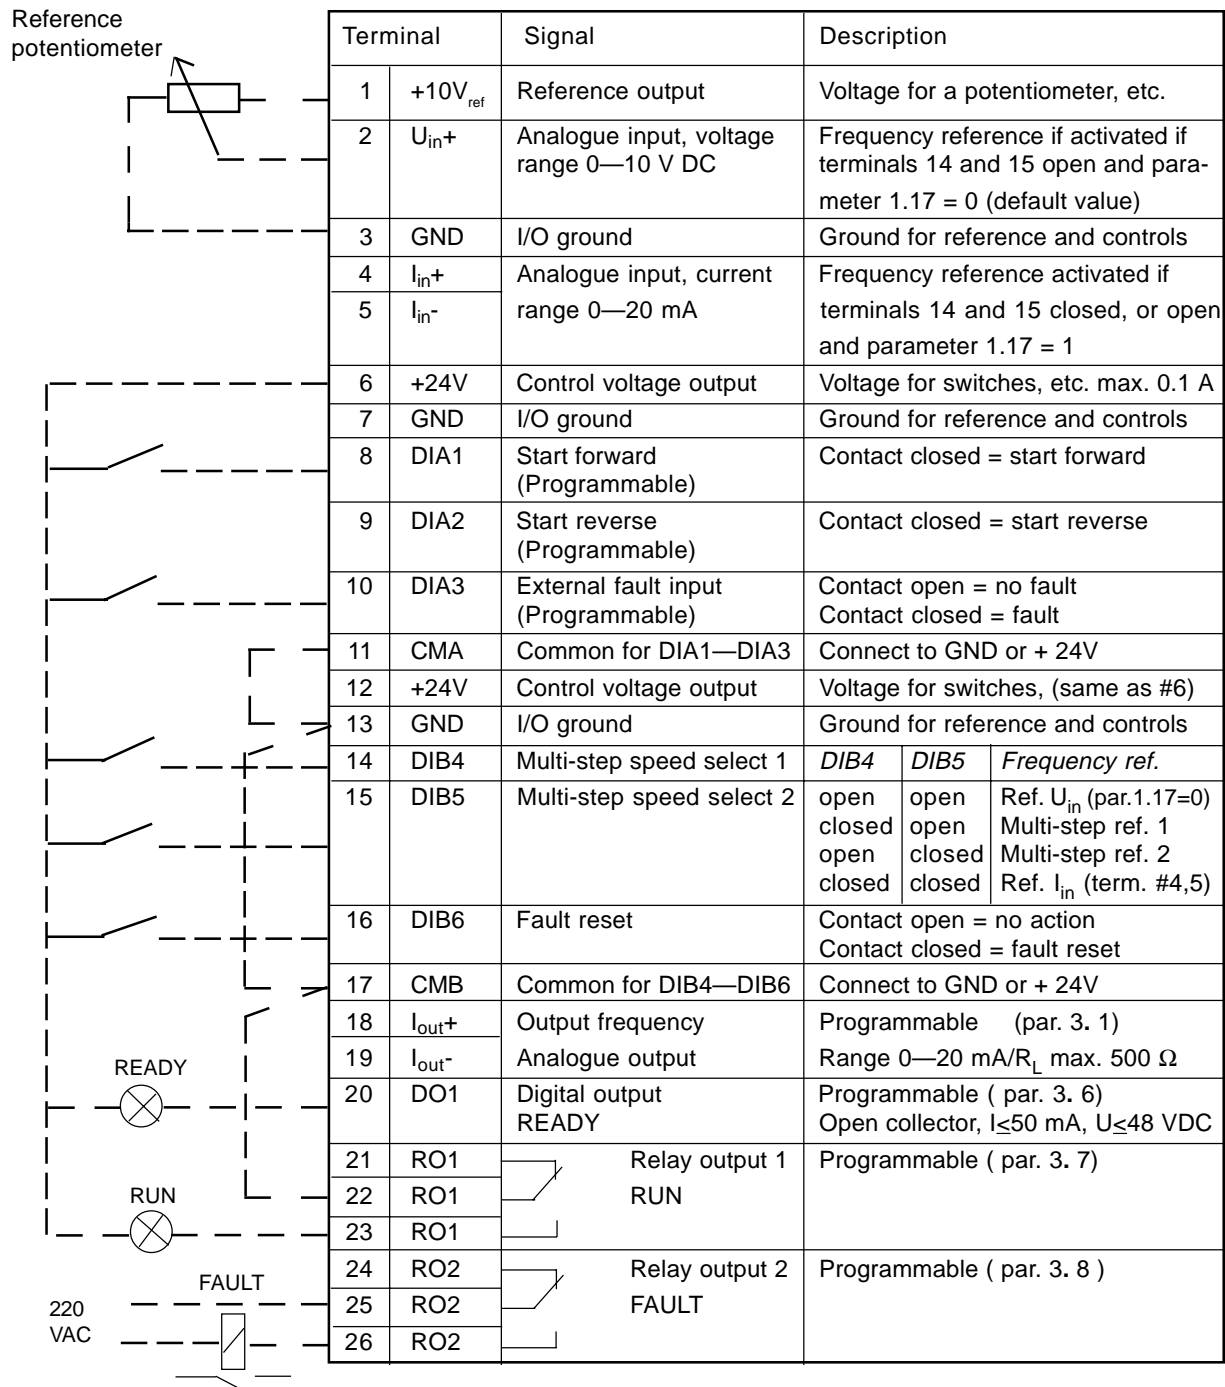 Reference
potentiometer
Terminal Signal Description
1 +10Vref Reference output Voltage for a potentiometer, etc.
2 Uin+ Analogue input, voltage Frequency reference if activated if
range 0—10 V DC terminals 14 and 15 open and para-
meter 1.17 = 0 (default value)
3 GND I/O ground Ground for reference and controls
4 Iin+ Analogue input, current Frequency reference activated if
5 Iin- range 0—20 mA terminals 14 and 15 closed, or open
and parameter 1.17 = 1
6 +24V Control voltage output Voltage for switches, etc. max. 0.1 A
7 GND I/O ground Ground for reference and controls
8 DIA1 Start forward Contact closed = start forward
(Programmable)
9 DIA2 Start reverse Contact closed = start reverse
(Programmable)
10 DIA3 External fault input Contact open = no fault
(Programmable) Contact closed = fault
11 CMA Common for DIA1—DIA3 Connect to GND or + 24V
12 +24V Control voltage output Voltage for switches, (same as #6)
13 GND I/O ground Ground for reference and controls
14 DIB4 Multi-step speed select 1 DIB4 DIB5 Frequency ref.
15 DIB5 Multi-step speed select 2 open open Ref. Uin (par.1.17=0)
closed open Multi-step ref. 1
open closed Multi-step ref. 2
closed closed Ref. Iin (term. #4,5)
16 DIB6 Fault reset Contact open = no action
Contact closed = fault reset
17 CMB Common for DIB4—DIB6 Connect to GND or + 24V
18 Iout+ Output frequency Programmable (par. 3. 1)
19 Iout- Analogue output Range 0—20 mA/RL max. 500 Ω
READY
20 DO1 Digital output Programmable ( par. 3. 6)
READY Open collector, I≤50 mA, U≤48 VDC
21 RO1 Relay output 1 Programmable ( par. 3. 7)
RUN 22 RO1 RUN
23 RO1
24 RO2 Relay output 2 Programmable ( par. 3. 8 )
FAULT
220 25 RO2 FAULT
VAC 26 RO2